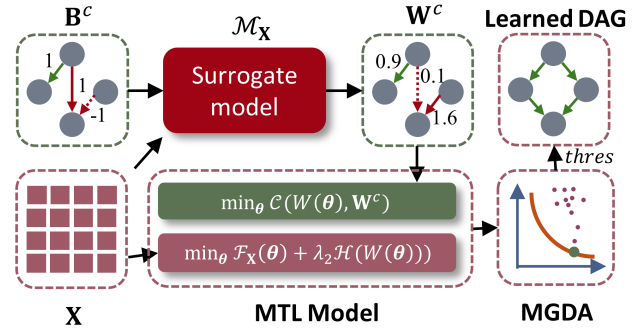 B^c
M_X
W^c
Learned DAG
1
1
-1
Surrogate
model
0.9
0.1
1.6
thres
min_θ C(W(θ), W^c)
min_θ F_X(θ) + λ_2 H(W(θ)))
X
MTL Model
MGDA